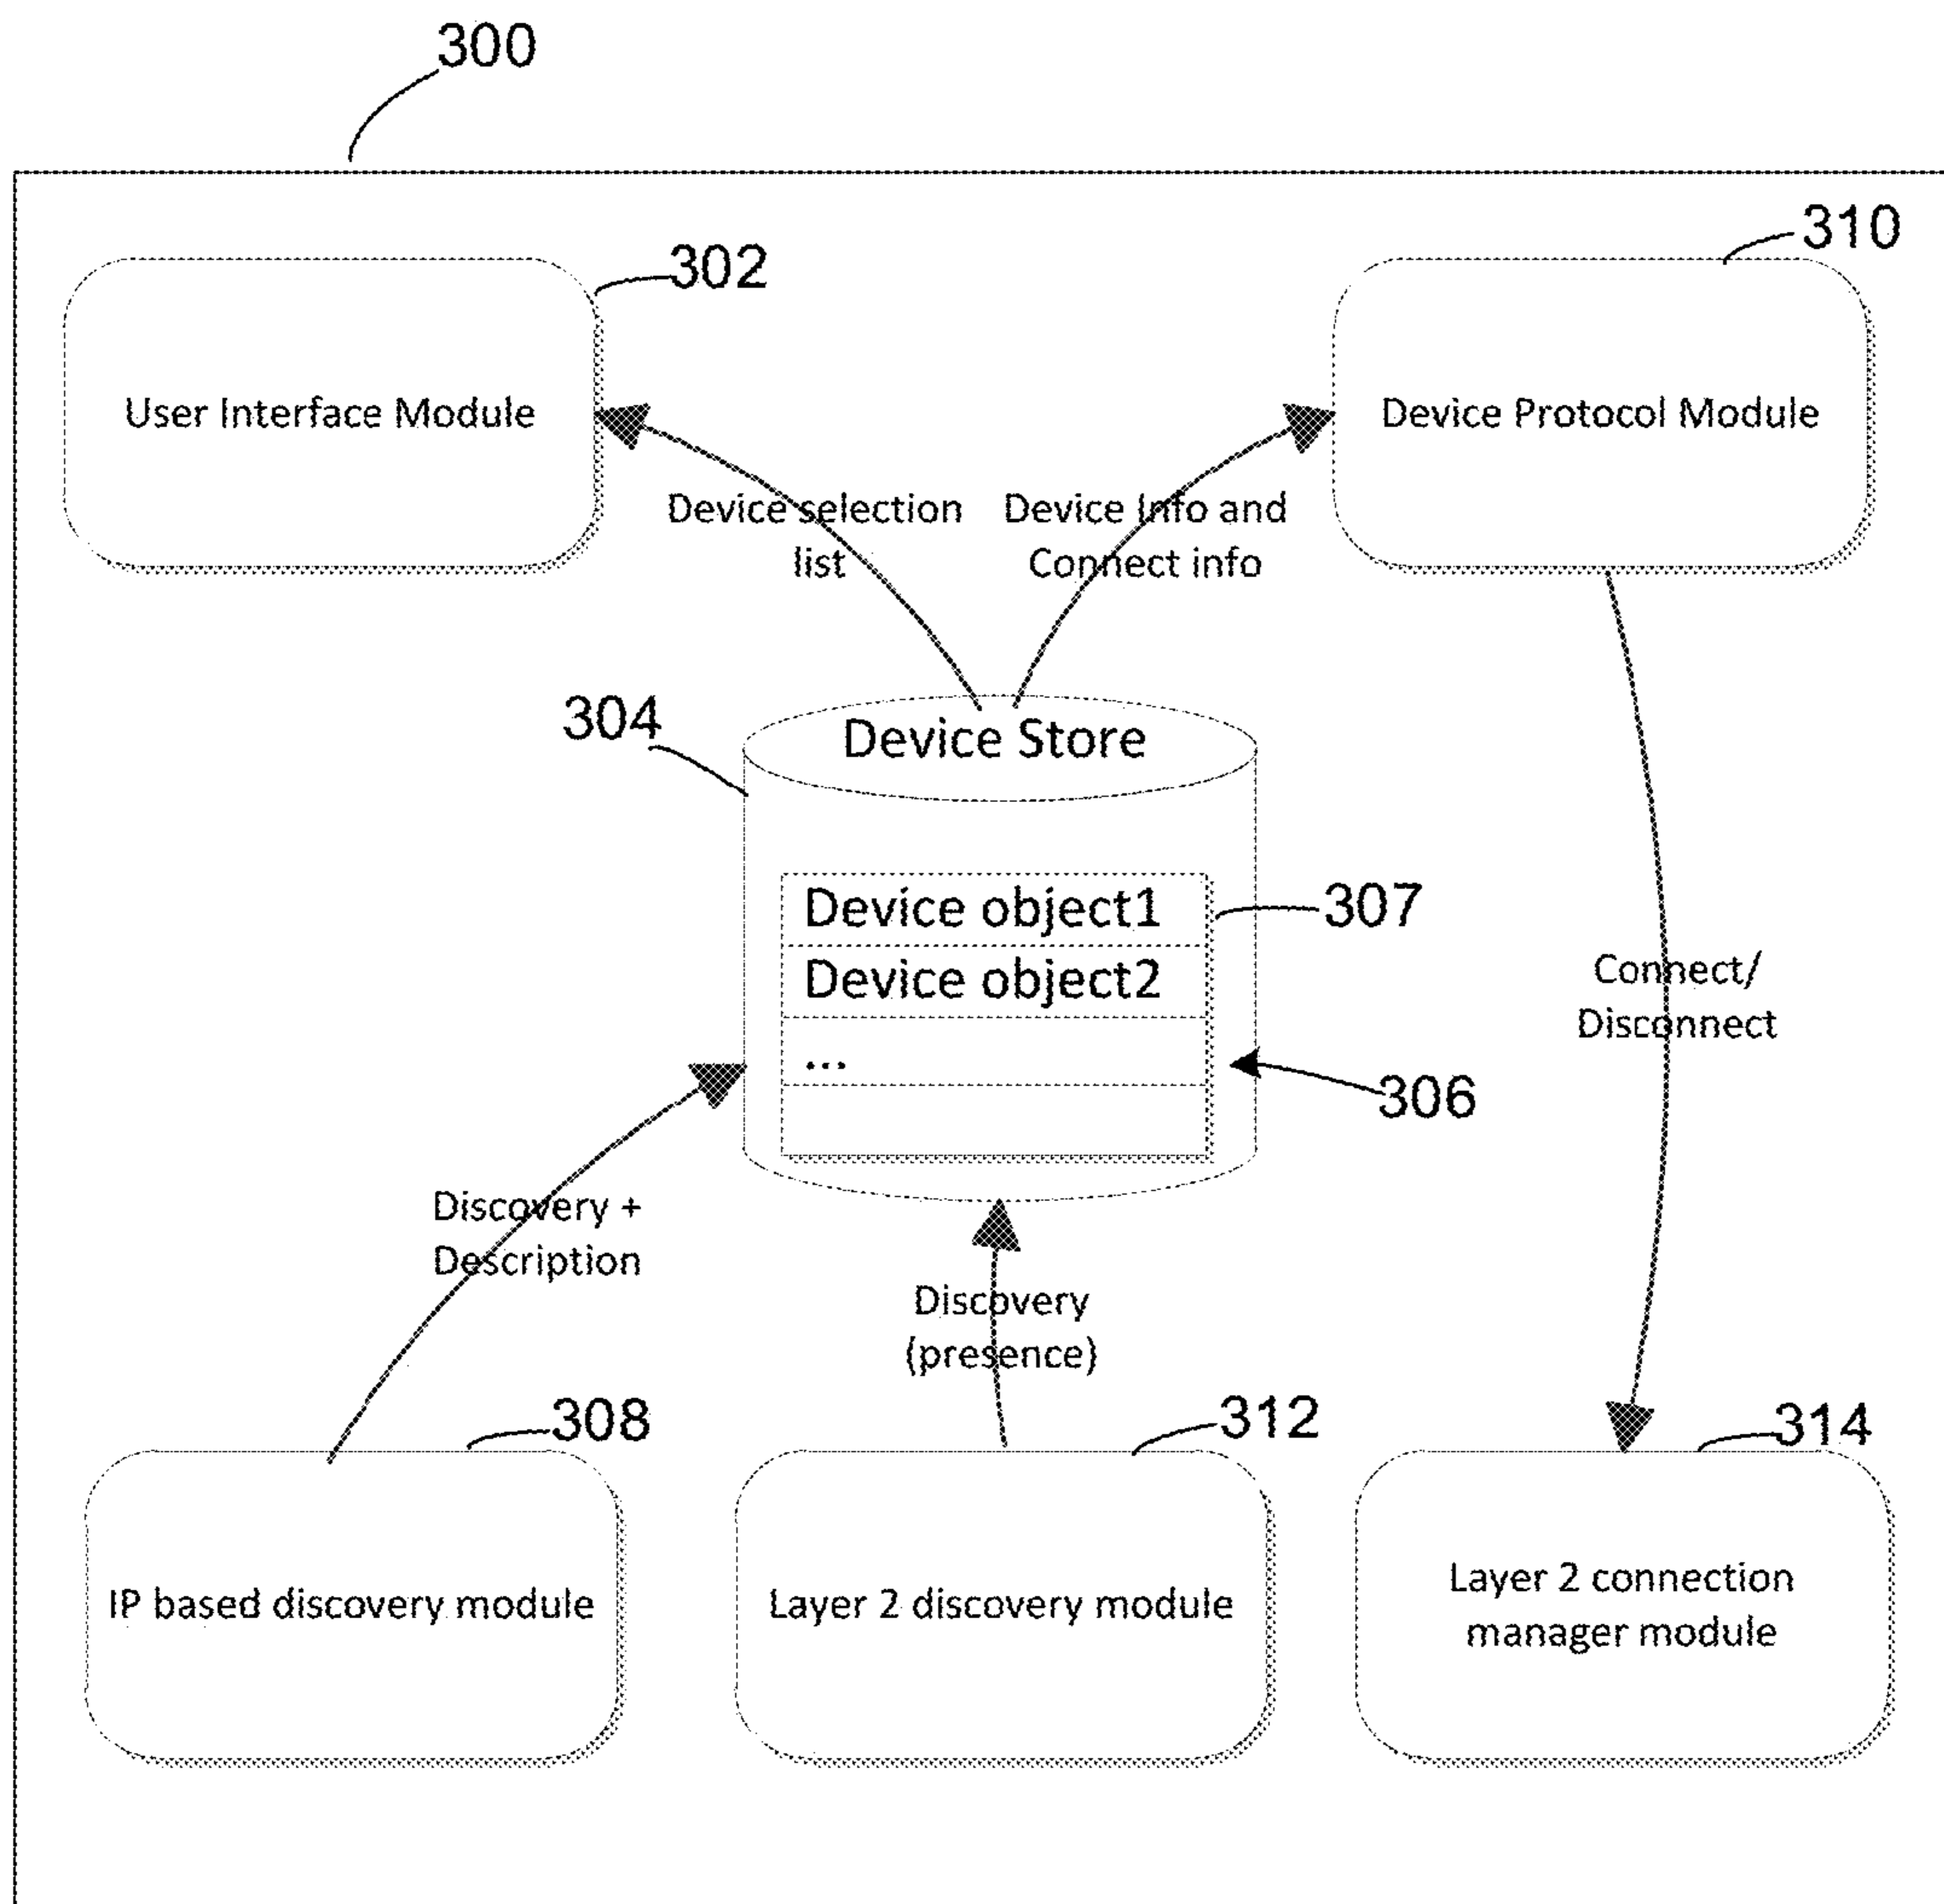 300
310
302
User Interface Module
Device Protocol Module
Device selection
list
Device Info and
Connect info
304
Device Store
Device object1
307
Device object2
...
306
Connect/
Disconnect
Discovery +
Description
Discovery
(presence)
308
312
314
IP based discovery module
Layer 2 discovery module
Layer 2 connection
manager module